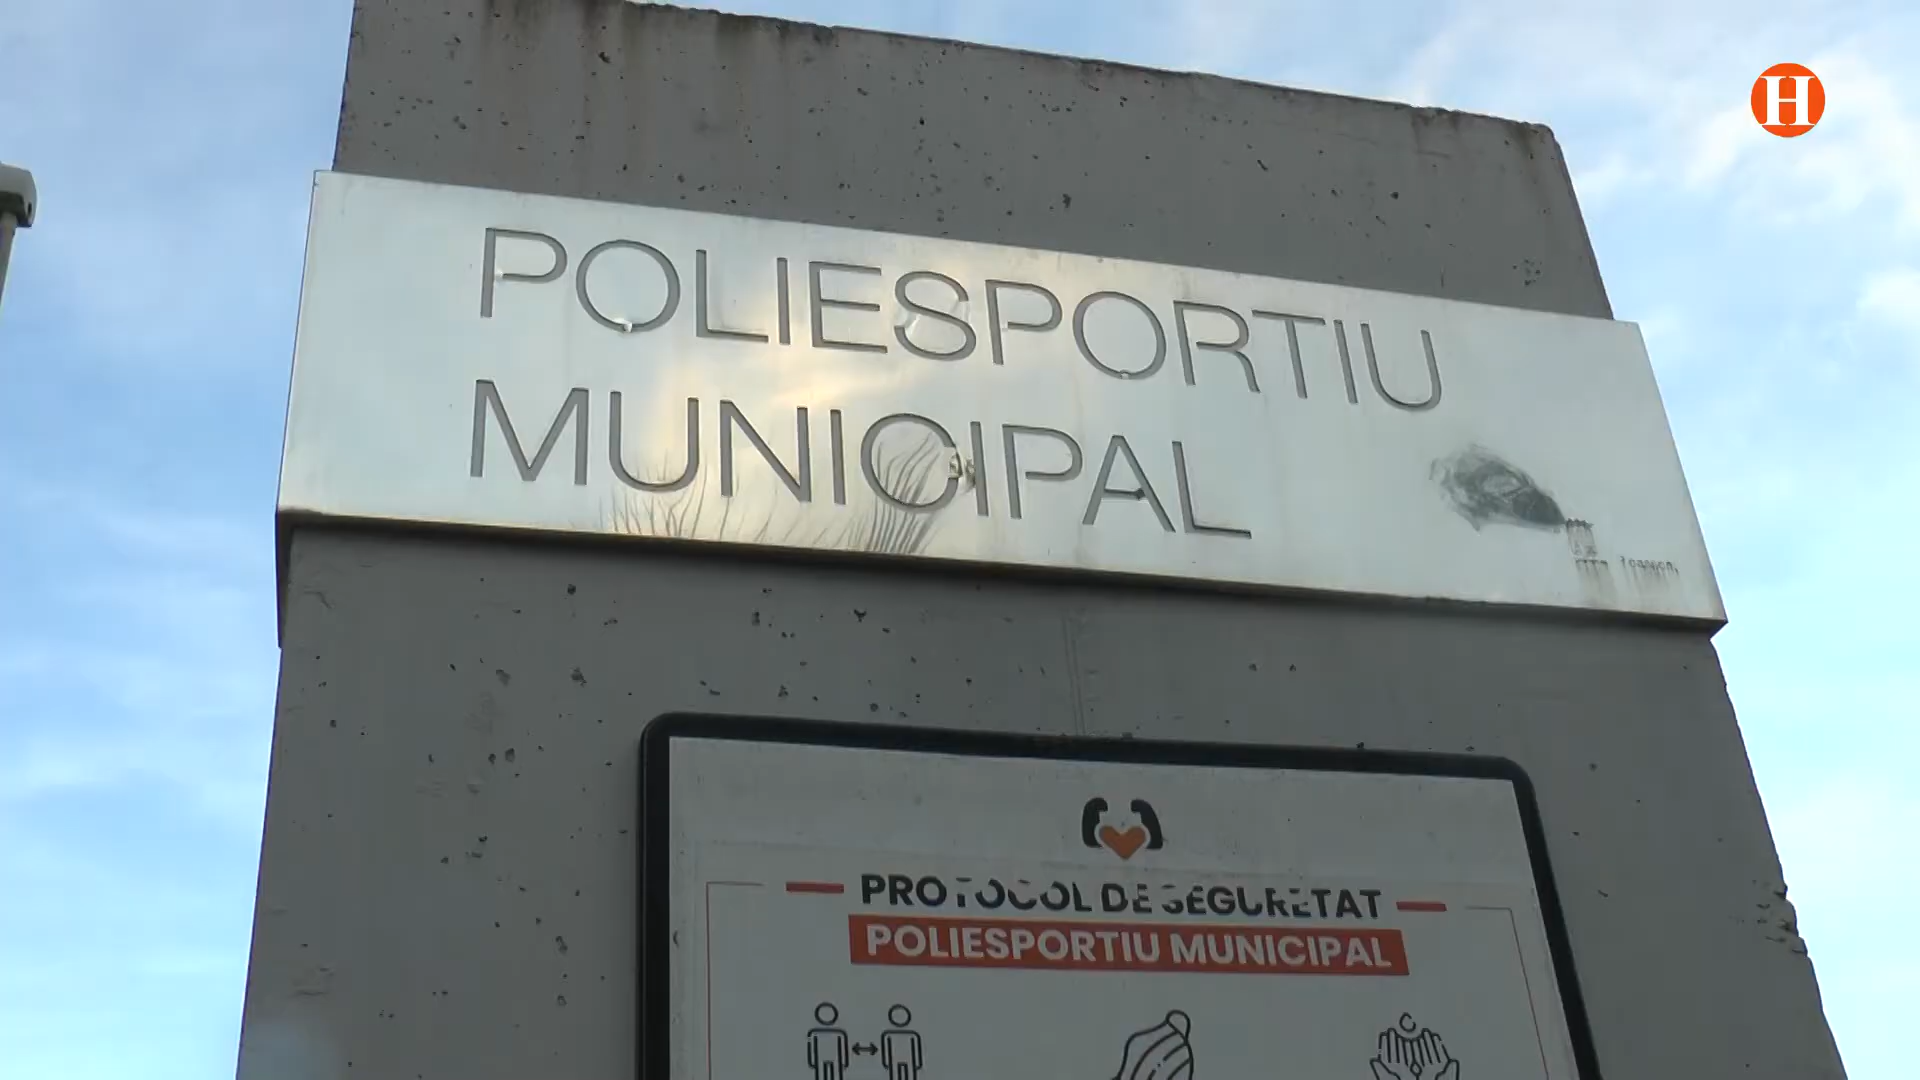 H
POLIESPORTIU
MUNICIPAL
PROTOCOL DE SEGURETAT
POLIESPORTIU MUNICIPAL